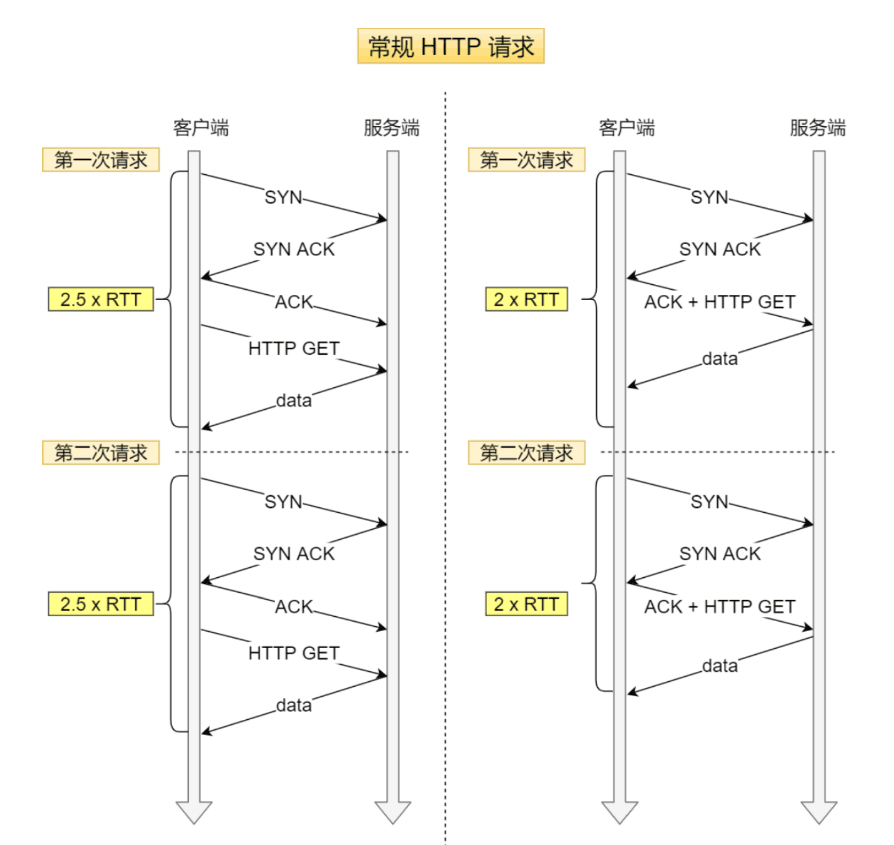 常规 HTTP 请求
客户端
服务端
第一次请求
SYN
SYN ACK
2.5 x RTT
ACK
HTTP GET
data
第二次请求
SYN
SYN ACK
2.5 x RTT
ACK
HTTP GET
data
客户端
服务端
第一次请求
SYN
SYN ACK
2 x RTT
ACK + HTTP GET
data
第二次请求
SYN
SYN ACK
2 x RTT
ACK + HTTP GET
data